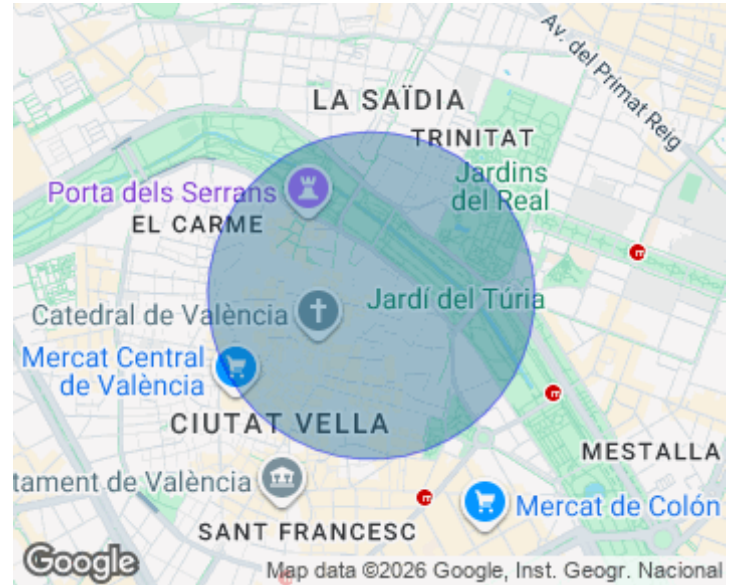 Av. del Primat Reig
LA SAÏDIA
TRINITAT
Jardins
del Real
Porta dels Serrans
EL CARME
Jardí del Túria
Catedral de València
Mercat Central
de València
CIUTAT VELLA
MESTALLA
tament de València
Mercat de Colón
SANT FRANCESC
Google
Map data ©2026 Google, Inst. Geogr. Nacional